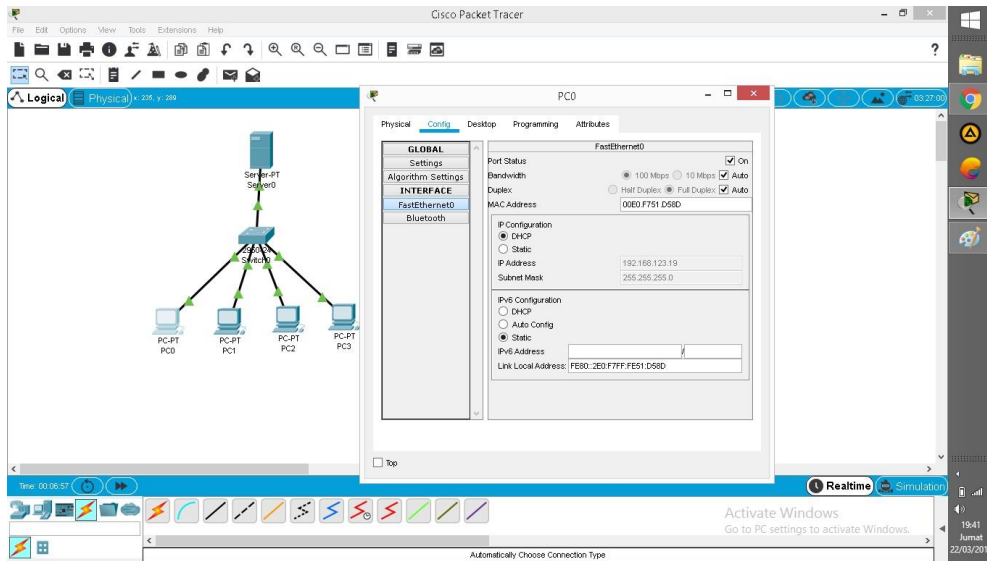 Cisco Packet Tracer
File Edit Options View Tools Extensions Help
?
Logical Physical x: 235, y: 289 03:27:00
PC0
Physical Config Desktop Programming Attributes
GLOBAL
Settings
Algorithm Settings
INTERFACE
FastEthernet0
Bluetooth
FastEthernet0
Port Status On
Bandwidth 100 Mbps 10 Mbps Auto
Duplex Half Duplex Full Duplex Auto
MAC Address 00E0.F751.D58D
IP Configuration
DHCP
Static
IP Address 192.168.123.19
Subnet Mask 255.255.255.0
IPv6 Configuration
DHCP
Auto Config
Static
IPv6 Address /
Link Local Address: FE80::2E0:F7FF:FE51:D58D
Top
Server-PT
Server0
2950-24
Switch0
PC-PT
PC0
PC-PT
PC1
PC-PT
PC2
PC-PT
PC3
Time: 00:06:57 Realtime Simulation
Activate Windows
Go to PC settings to activate Windows.
Automatically Choose Connection Type
19:41
Jumat
22/03/201